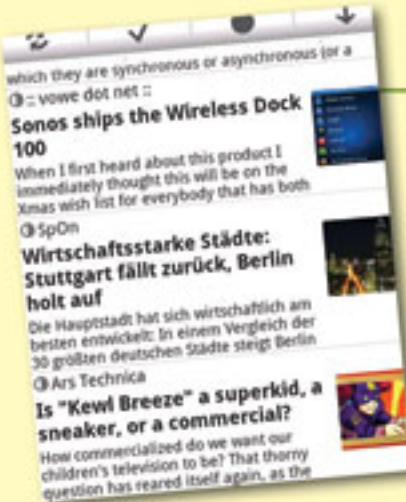 which they are synchronous or asynchronous (or a
:: vowe dot net ::
Sonos ships the Wireless Dock
100
When I first heard about this product I
immediately thought this will be on the
Xmas wish list for everybody that has both
SpOn
Wirtschaftsstarke Städte:
Stuttgart fällt zurück, Berlin
holt auf
Die Hauptstadt hat sich wirtschaftlich am
besten entwickelt: In einem Vergleich der
30 größten deutschen Städte steigt Berlin
Ars Technica
Is "Kewl Breeze" a superkid, a
sneaker, or a commercial?
How commercialized do we want our
children's television to be? That thorny
question has reared itself again, as the